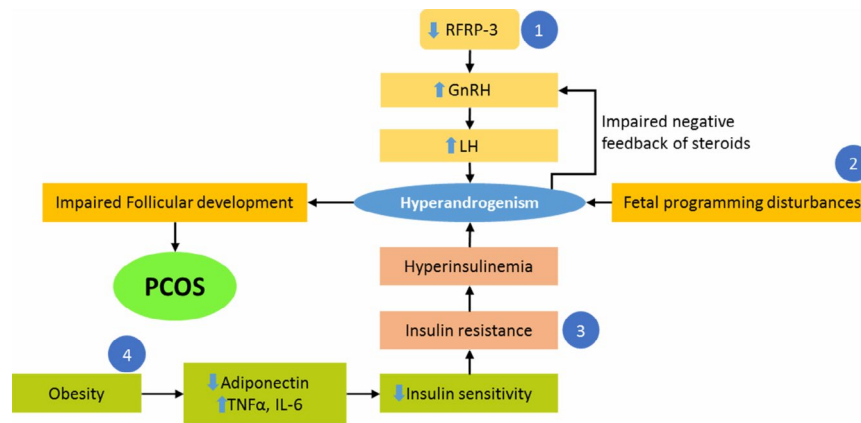 RFRP-3
1
GnRH
Impaired negative
feedback of steroids
LH
2
Impaired Follicular development
Hyperandrogenism
Fetal programming disturbances
PCOS
Hyperinsulinemia
Insulin resistance
3
4
Obesity
Adiponectin
TNFα, IL-6
Insulin sensitivity